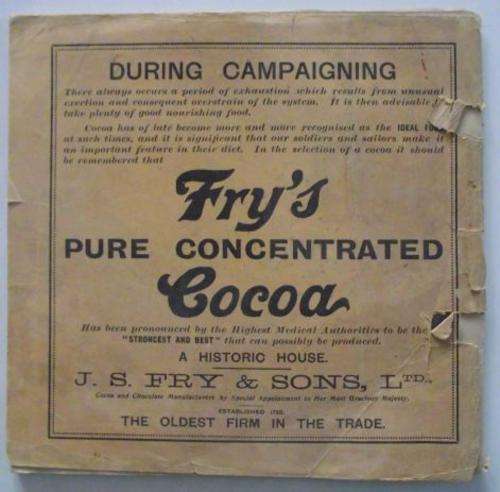 DURING CAMPAIGNING
There always occurs a period of exhaustion which results from unusual
exertion and consequent overstrain of the system. It is then advisable
take plenty of good nourishing food.
Cocoa has of late become more and more recognised as the IDEAL
at such times, and it is significant that our soldiers and sailors make it
an important feature in their diet. In the selection of a cocoa it should
be remembered that
Fry's
PURE CONCENTRATED
Cocoa
Has been pronounced by the Highest Medical Authorities to be the
"STRONGEST AND BEST" that can possibly be produced.
A HISTORIC HOUSE.
J. S. FRY & SONS, LTD.,
Cocoa and Chocolate Manufacturers by Special Appointment to Her Most Gracious Majesty.
ESTABLISHED 1728.
THE OLDEST FIRM IN THE TRADE.